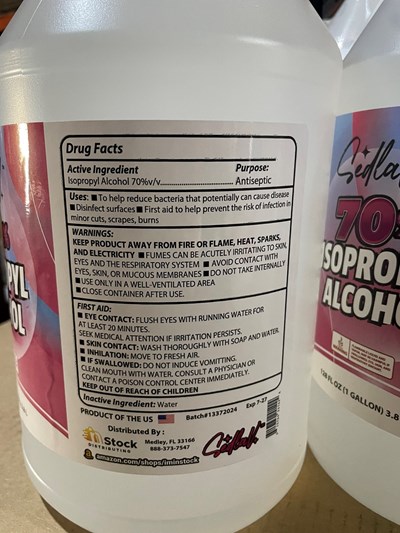 Drug Facts
Active Ingredient Purpose:
Isopropyl Alcohol 70%v/v Antiseptic
Uses: ■ To help reduce bacteria that potentially can cause disease
■ Disinfect surfaces ■ First aid to help prevent the risk of infection in
minor cuts, scrapes, burns
WARNINGS:
KEEP PRODUCT AWAY FROM FIRE OR FLAME, HEAT, SPARKS,
AND ELECTRICITY ■ FUMES CAN BE ACUTELY IRRITATING TO SKIN,
EYES AND THE RESPIRATORY SYSTEM ■ AVOID CONTACT WITH
EYES, SKIN, OR MUCOUS MEMBRANES ■ DO NOT TAKE INTERNALLY
■ USE ONLY IN A WELL-VENTILATED AREA
■ CLOSE CONTAINER AFTER USE.
FIRST AID:
■ EYE CONTACT: FLUSH EYES WITH RUNNING WATER FOR
AT LEAST 20 MINUTES.
SEEK MEDICAL ATTENTION IF IRRITATION PERSISTS.
■ SKIN CONTACT: WASH THOROUGHLY WITH SOAP AND WATER.
■ INHILATION: MOVE TO FRESH AIR.
■ IF SWALLOWED: DO NOT INDUCE VOMITING.
CLEAN MOUTH WITH WATER. CONSULT A PHYSICIAN OR
CONTACT A POISON CONTROL CENTER IMMEDIATELY.
KEEP OUT OF REACH OF CHILDREN
Inactive Ingredient: Water
PRODUCT OF THE US Batch#13372024 Exp 7-27
Distributed By :
Stock
DISTRIBUTING
Medley, FL 33166
888-373-7547
amazon.com/shops/iminstock
PYL
OL
70%
ISOPRO
ALCOHO
128 FL OZ (1 GALLON) 3.8